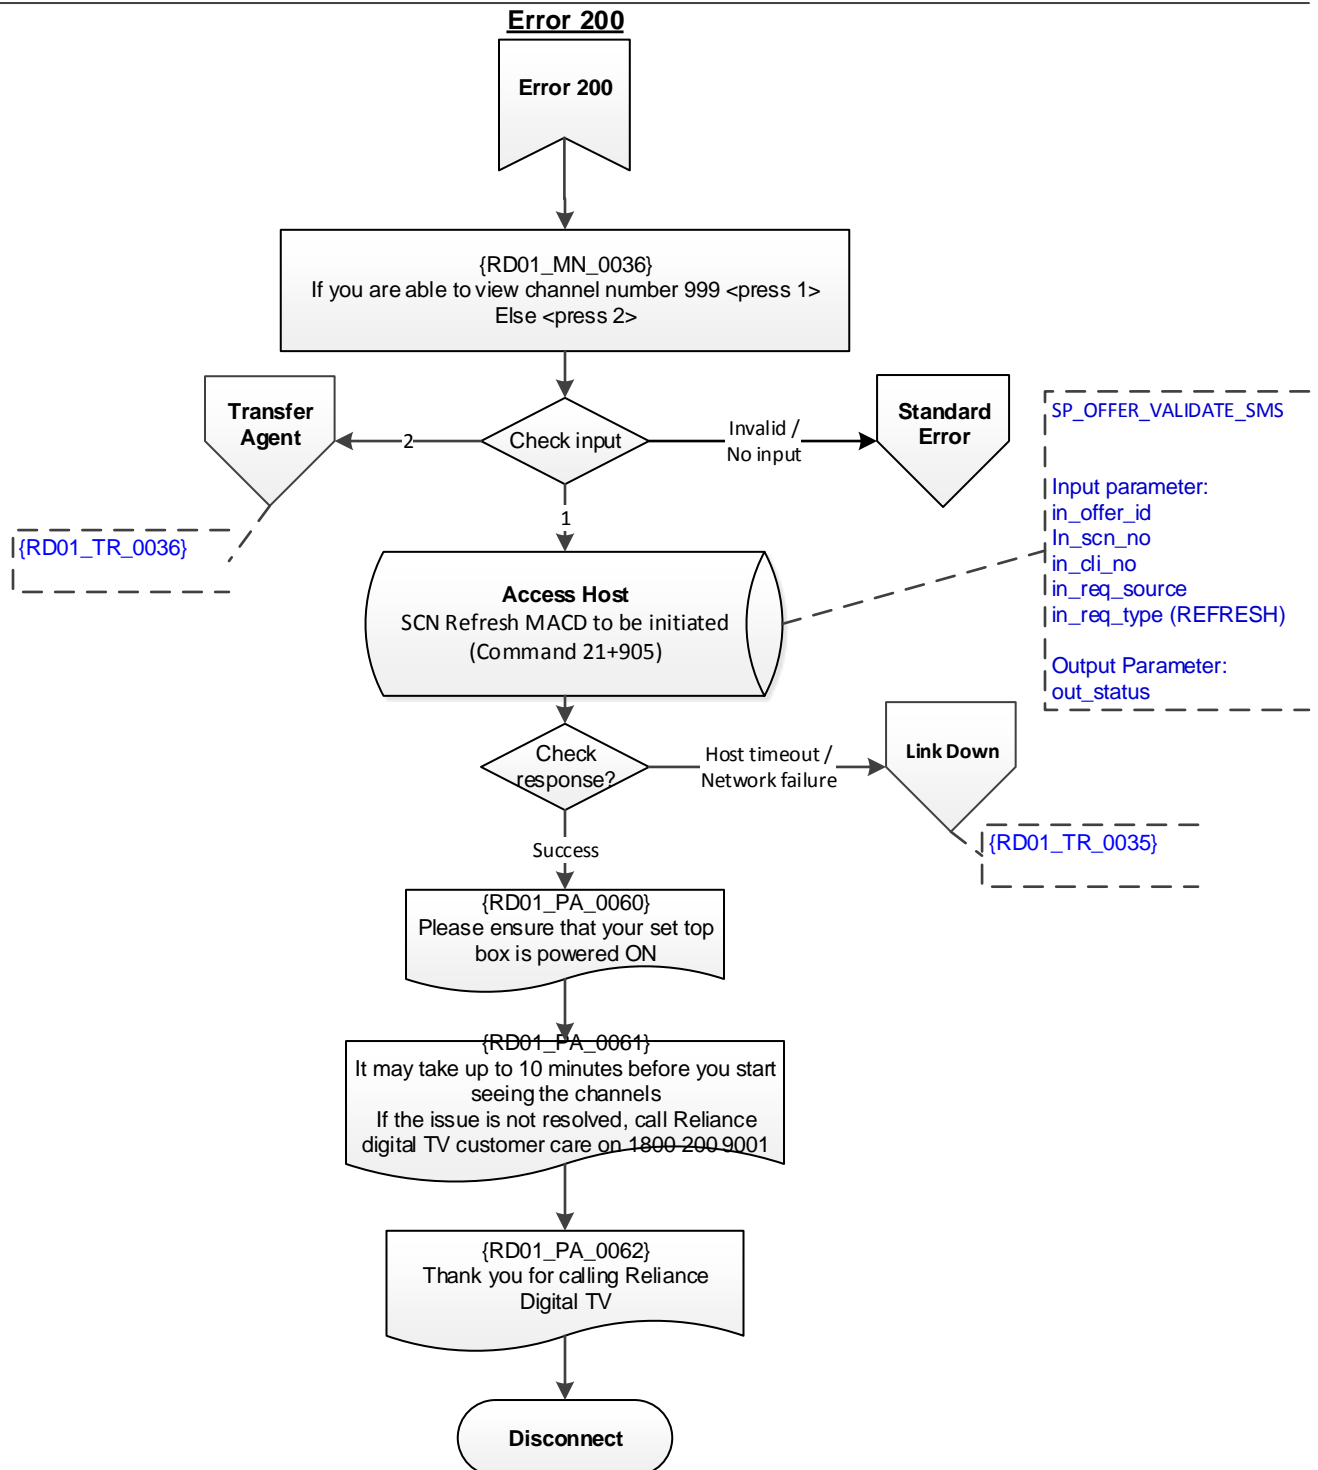 Error 200
Error 200
{RD01_MN_0036}
If you are able to view channel number 999 <press 1>
Else <press 2>
Transfer
Agent
2
Check input
Invalid /
No input
Standard
Error
{RD01_TR_0036}
1
SP_OFFER_VALIDATE_SMS
Input parameter:
in_offer_id
In_scn_no
in_cli_no
in_req_source
in_req_type (REFRESH)
Output Parameter:
out_status
Access Host
SCN Refresh MACD to be initiated
(Command 21+905)
Check
response?
Host timeout /
Network failure
Link Down
{RD01_TR_0035}
Success
{RD01_PA_0060}
Please ensure that your set top
box is powered ON
{RD01_PA_0061}
It may take up to 10 minutes before you start
seeing the channels
If the issue is not resolved, call Reliance
digital TV customer care on 1800 200 9001
{RD01_PA_0062}
Thank you for calling Reliance
Digital TV
Disconnect